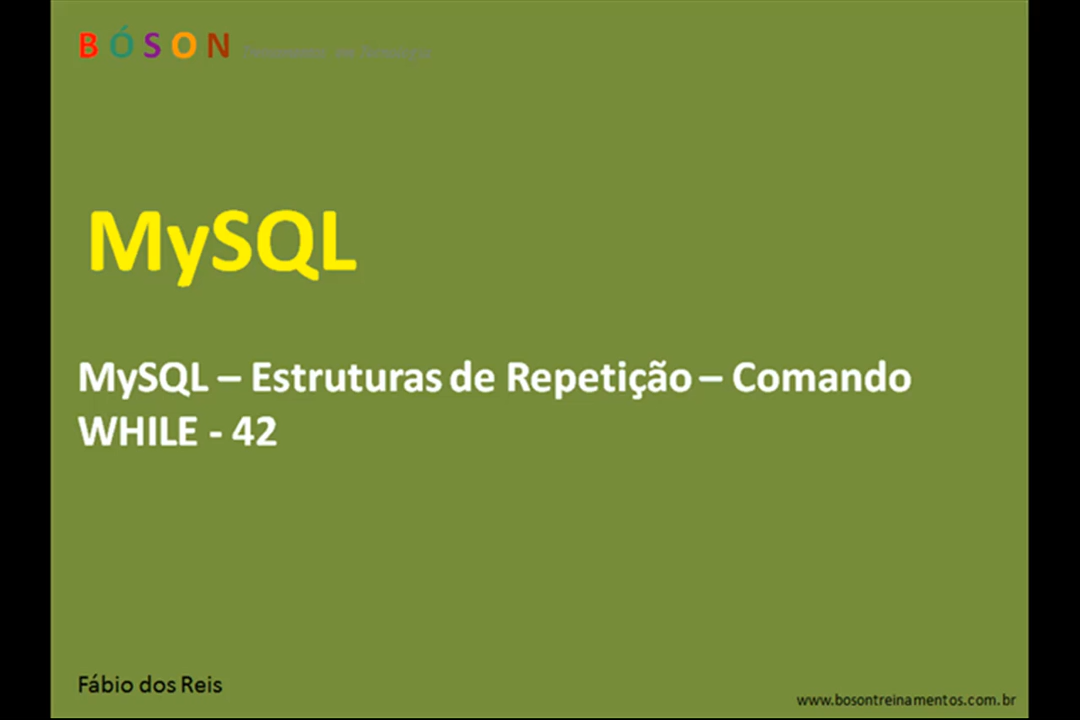 BÓSON
MySQL
MySQL – Estruturas de Repetição – Comando
WHILE - 42
Fábio dos Reis
www.bosontreinamentos.com.br